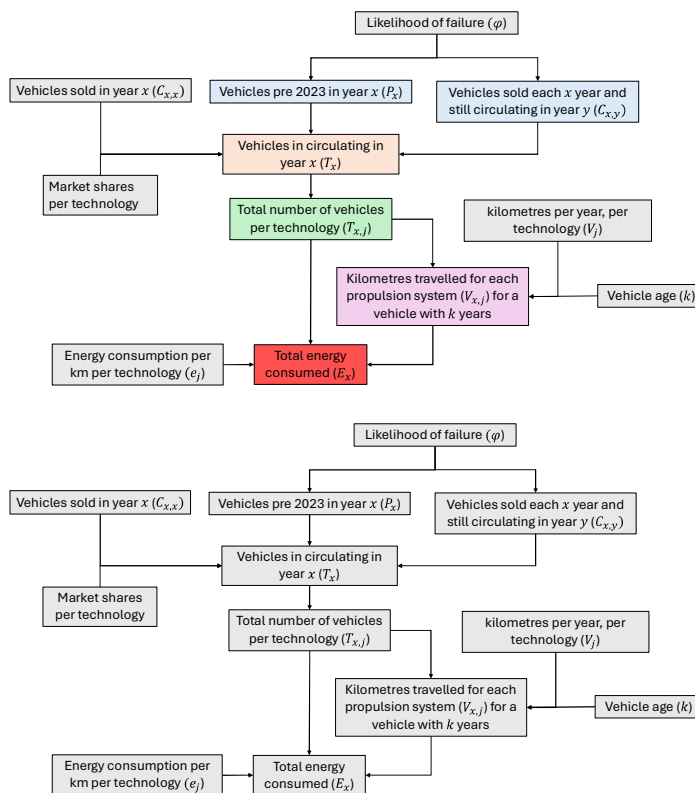 Likelihood of failure (φ)
Vehicles sold in year x (Cₓ,ₓ)
Vehicles pre 2023 in year x (Pₓ)
Vehicles sold each x year and
still circulating in year y (Cₓ,y)
Vehicles in circulating in
year x (Tₓ)
Market shares
per technology
Total number of vehicles
per technology (Tₓ,ⱼ)
kilometres per year, per
technology (Vⱼ)
Kilometres travelled for each
propulsion system (Vₓ,ⱼ) for a
vehicle with k years
Vehicle age (k)
Energy consumption per
km per technology (eⱼ)
Total energy
consumed (Eₓ)
Likelihood of failure (φ)
Vehicles sold in year x (Cₓ,ₓ)
Vehicles pre 2023 in year x (Pₓ)
Vehicles sold each x year and
still circulating in year y (Cₓ,y)
Vehicles in circulating in
year x (Tₓ)
Market shares
per technology
Total number of vehicles
per technology (Tₓ,ⱼ)
kilometres per year, per
technology (Vⱼ)
Kilometres travelled for each
propulsion system (Vₓ,ⱼ) for a
vehicle with k years
Vehicle age (k)
Energy consumption per
km per technology (eⱼ)
Total energy
consumed (Eₓ)